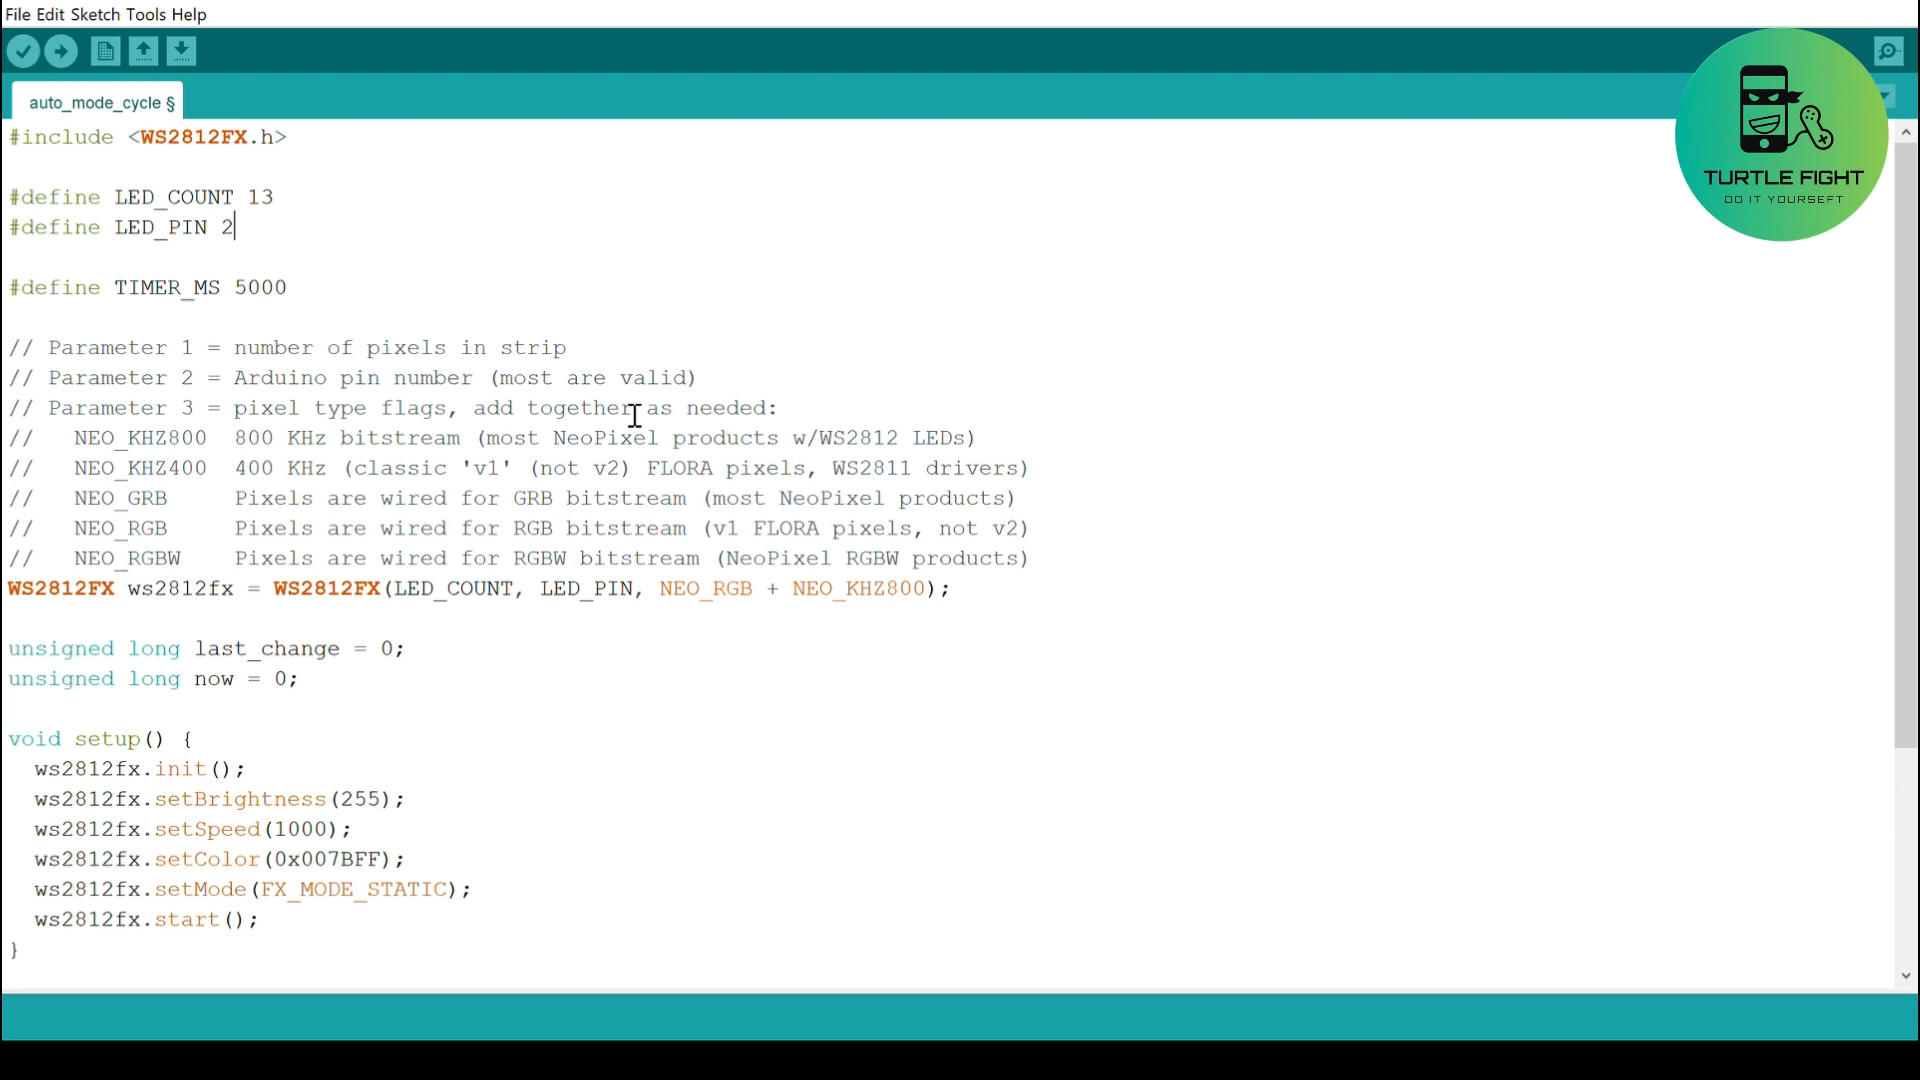 File Edit Sketch Tools Help
auto_mode_cycle §
#include <WS2812FX.h>
#define LED_COUNT 13
#define LED_PIN 2
#define TIMER_MS 5000
// Parameter 1 = number of pixels in strip
// Parameter 2 = Arduino pin number (most are valid)
// Parameter 3 = pixel type flags, add together as needed:
//   NEO_KHZ800  800 KHz bitstream (most NeoPixel products w/WS2812 LEDs)
//   NEO_KHZ400  400 KHz (classic 'v1' (not v2) FLORA pixels, WS2811 drivers)
//   NEO_GRB     Pixels are wired for GRB bitstream (most NeoPixel products)
//   NEO_RGB     Pixels are wired for RGB bitstream (v1 FLORA pixels, not v2)
//   NEO_RGBW    Pixels are wired for RGBW bitstream (NeoPixel RGBW products)
WS2812FX ws2812fx = WS2812FX(LED_COUNT, LED_PIN, NEO_RGB + NEO_KHZ800);
unsigned long last_change = 0;
unsigned long now = 0;
void setup() {
  ws2812fx.init();
  ws2812fx.setBrightness(255);
  ws2812fx.setSpeed(1000);
  ws2812fx.setColor(0x007BFF);
  ws2812fx.setMode(FX_MODE_STATIC);
  ws2812fx.start();
}
TURTLE FIGHT
DO IT YOURSEFT